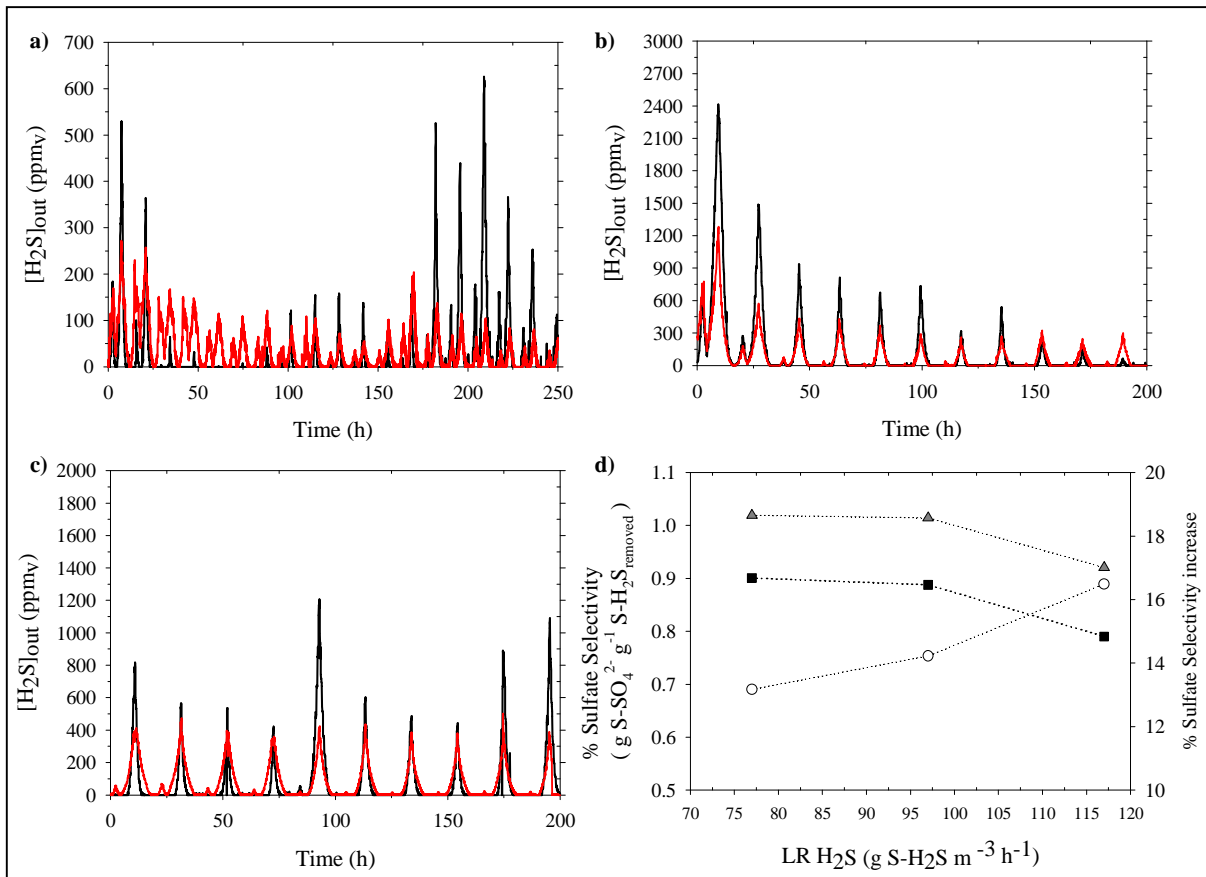 a)
700
600
500
400
300
200
100
0
[H2S]out (ppmv)
0 50 100 150 200 250
Time (h)
b)
3000
2700
2400
2100
1800
1500
1200
900
600
300
0
[H2S]out (ppmv)
0 50 100 150 200
Time (h)
c)
2000
1800
1600
1400
1200
1000
800
600
400
200
0
[H2S]out (ppmv)
0 50 100 150 200
Time (h)
d)
1.1
1.0
0.9
0.8
0.7
0.6
0.5
% Sulfate Selectivity
( g S-SO4 2- g-1 S-H2Sremoved )
20
18
16
14
12
10
% Sulfate Selectivity increase
70 75 80 85 90 95 100 105 110 115 120
LR H2S (g S-H2S m -3 h-1)